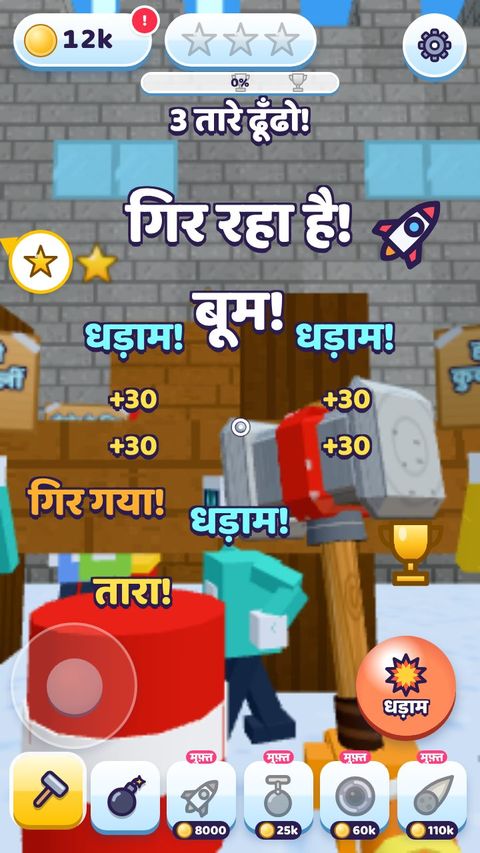 12k
!
0%
3 तारे ढूँढो!
गिर रहा है!
बूम!
धड़ाम!
धड़ाम!
+30
+30
+30
+30
गिर गया!
धड़ाम!
तारा!
धड़ाम
मुफ़्त
मुफ़्त
मुफ़्त
मुफ़्त
8000
25k
60k
110k